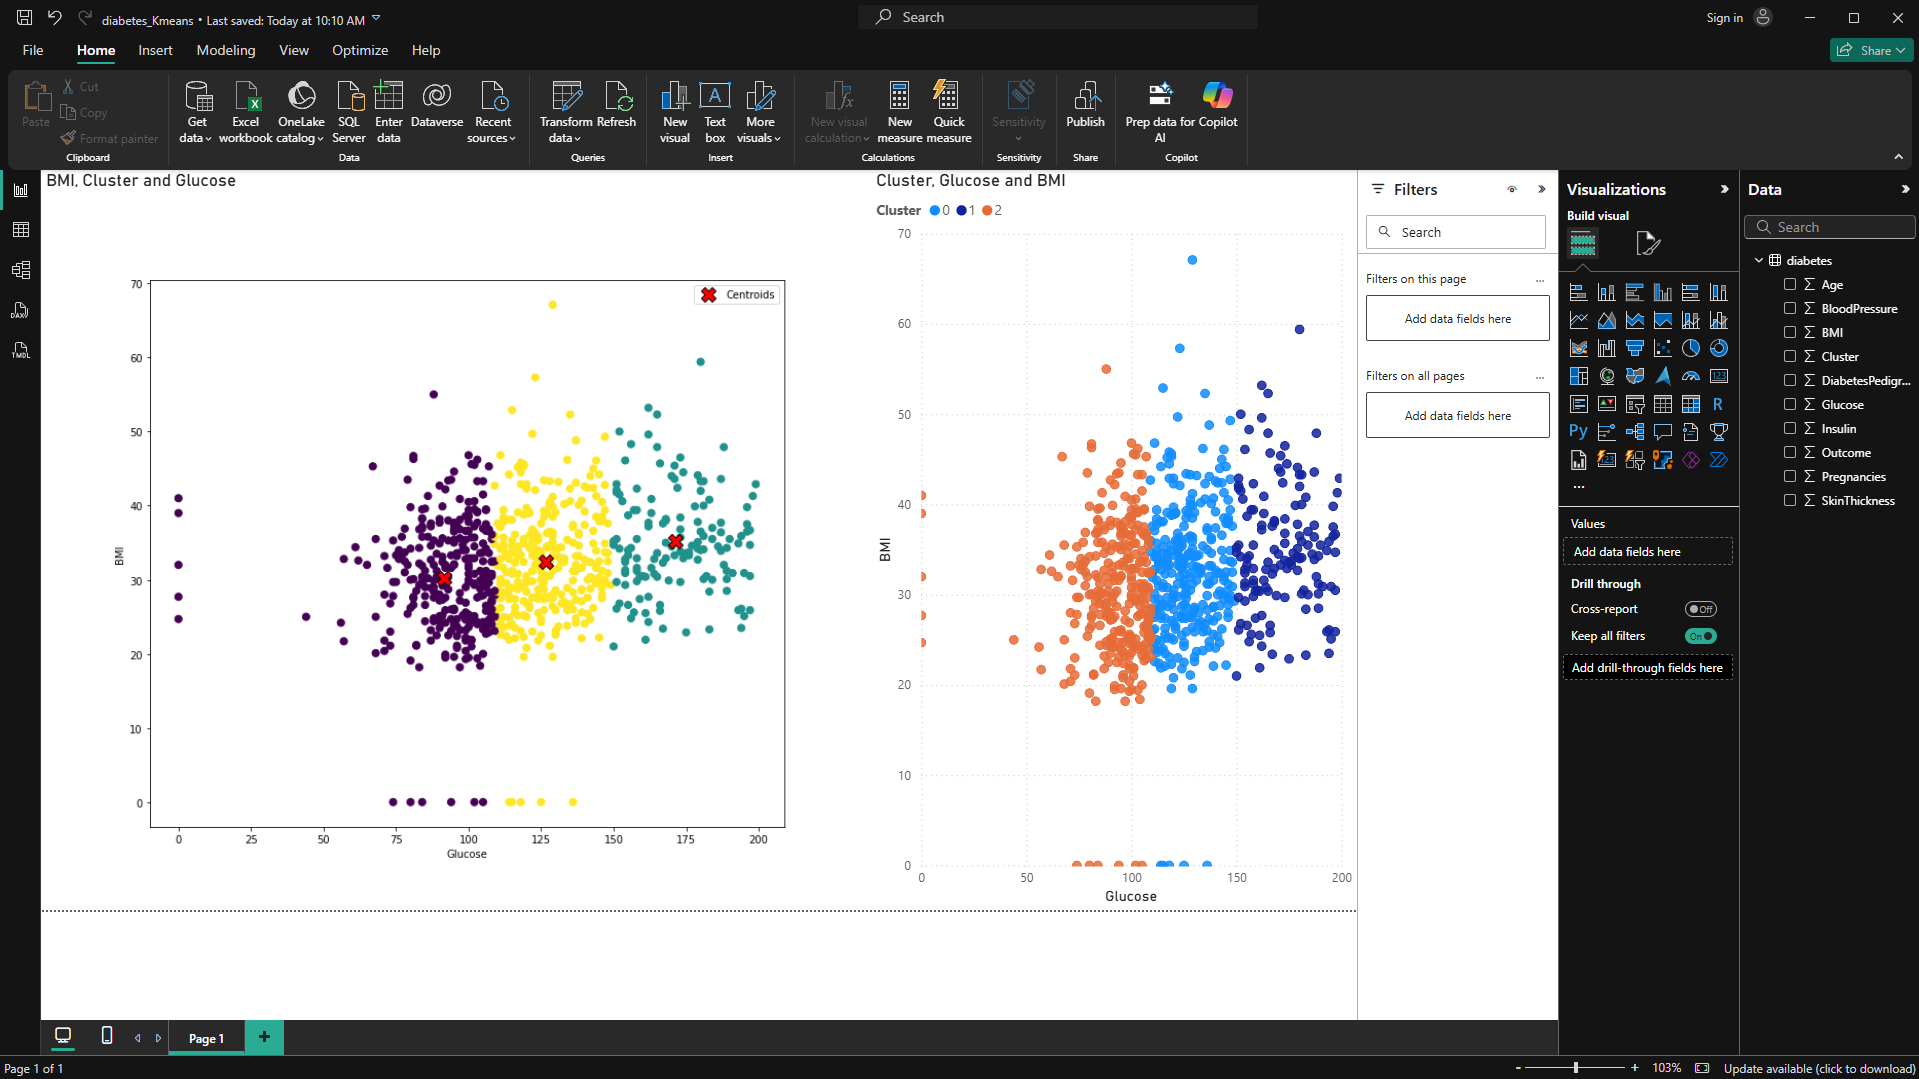 diabetes_Kmeans • Last saved: Today at 10:10 AM
Search
Sign in
File Home Insert Modeling View Optimize Help
Share
Paste
Cut
Copy
Format painter
Clipboard
Get data
Excel workbook
OneLake catalog
SQL Server
Enter data
Dataverse
Recent sources
Data
Transform data
Refresh
Queries
New visual
Text box
More visuals
Insert
New visual calculation
New measure
Quick measure
Calculations
Sensitivity
Sensitivity
Publish
Share
Prep data for AI
Copilot
Copilot
BMI, Cluster and Glucose
Centroids
70
60
50
40
30
20
10
0
BMI
0 25 50 75 100 125 150 175 200
Glucose
Cluster, Glucose and BMI
Cluster 0 1 2
70
60
50
40
30
20
10
0
BMI
0 50 100 150 200
Glucose
Filters
Search
Filters on this page ...
Add data fields here
Filters on all pages ...
Add data fields here
Visualizations
Build visual
123
R
Py
123
...
Values
Add data fields here
Drill through
Cross-report Off
Keep all filters On
Add drill-through fields here
Data
Search
diabetes
Age
BloodPressure
BMI
Cluster
DiabetesPedigr...
Glucose
Insulin
Outcome
Pregnancies
SkinThickness
DAX
TMDL
Page 1
Page 1 of 1
- + 103%
Update available (click to download)